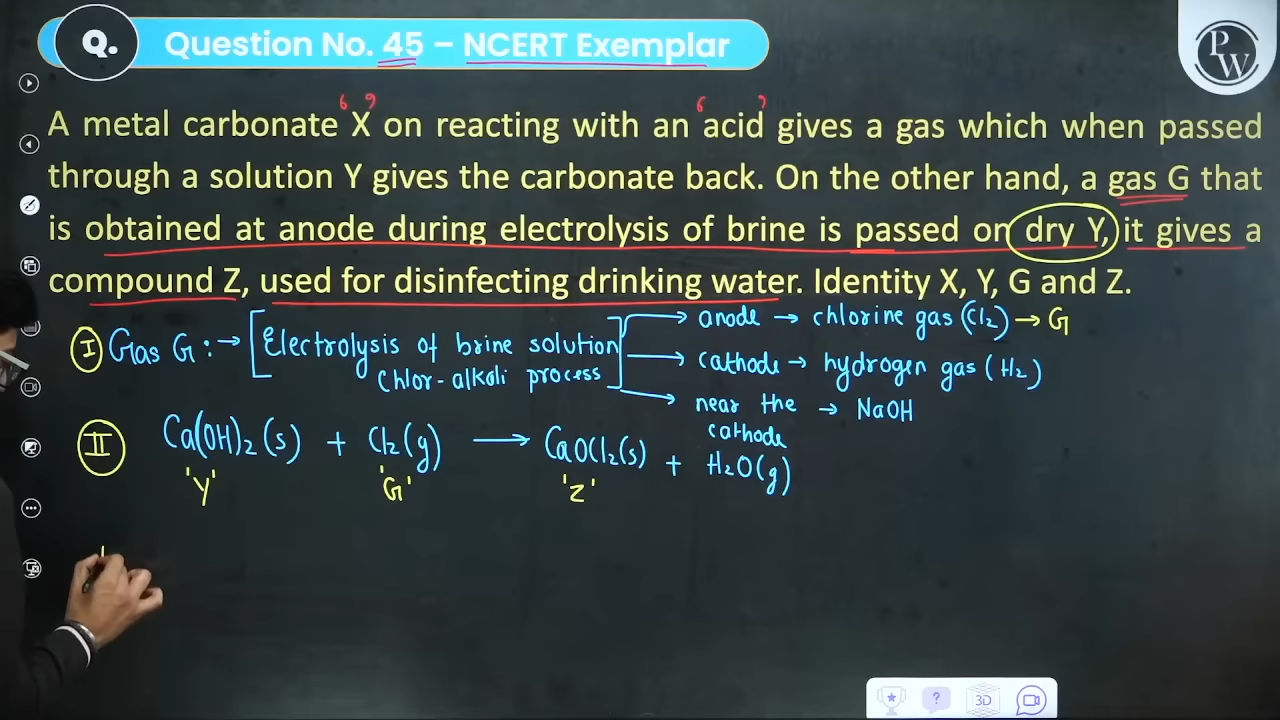 Q.
Question No. 45 – NCERT Exemplar
PW
A metal carbonate 'X' on reacting with an 'acid' gives a gas which when passed
through a solution Y gives the carbonate back. On the other hand, a gas G that
is obtained at anode during electrolysis of brine is passed on dry Y, it gives a
compound Z, used for disinfecting drinking water. Identity X, Y, G and Z.
I Gas G :→ [Electrolysis of brine solution
Chlor-alkali process]
→ anode → chlorine gas (Cl2) → G
→ cathode → hydrogen gas (H2)
→ near the cathode → NaOH
II Ca(OH)2(s) + Cl2(g) → CaOCl2(s) + H2O(g)
'Y' 'G' 'Z'
?
3D